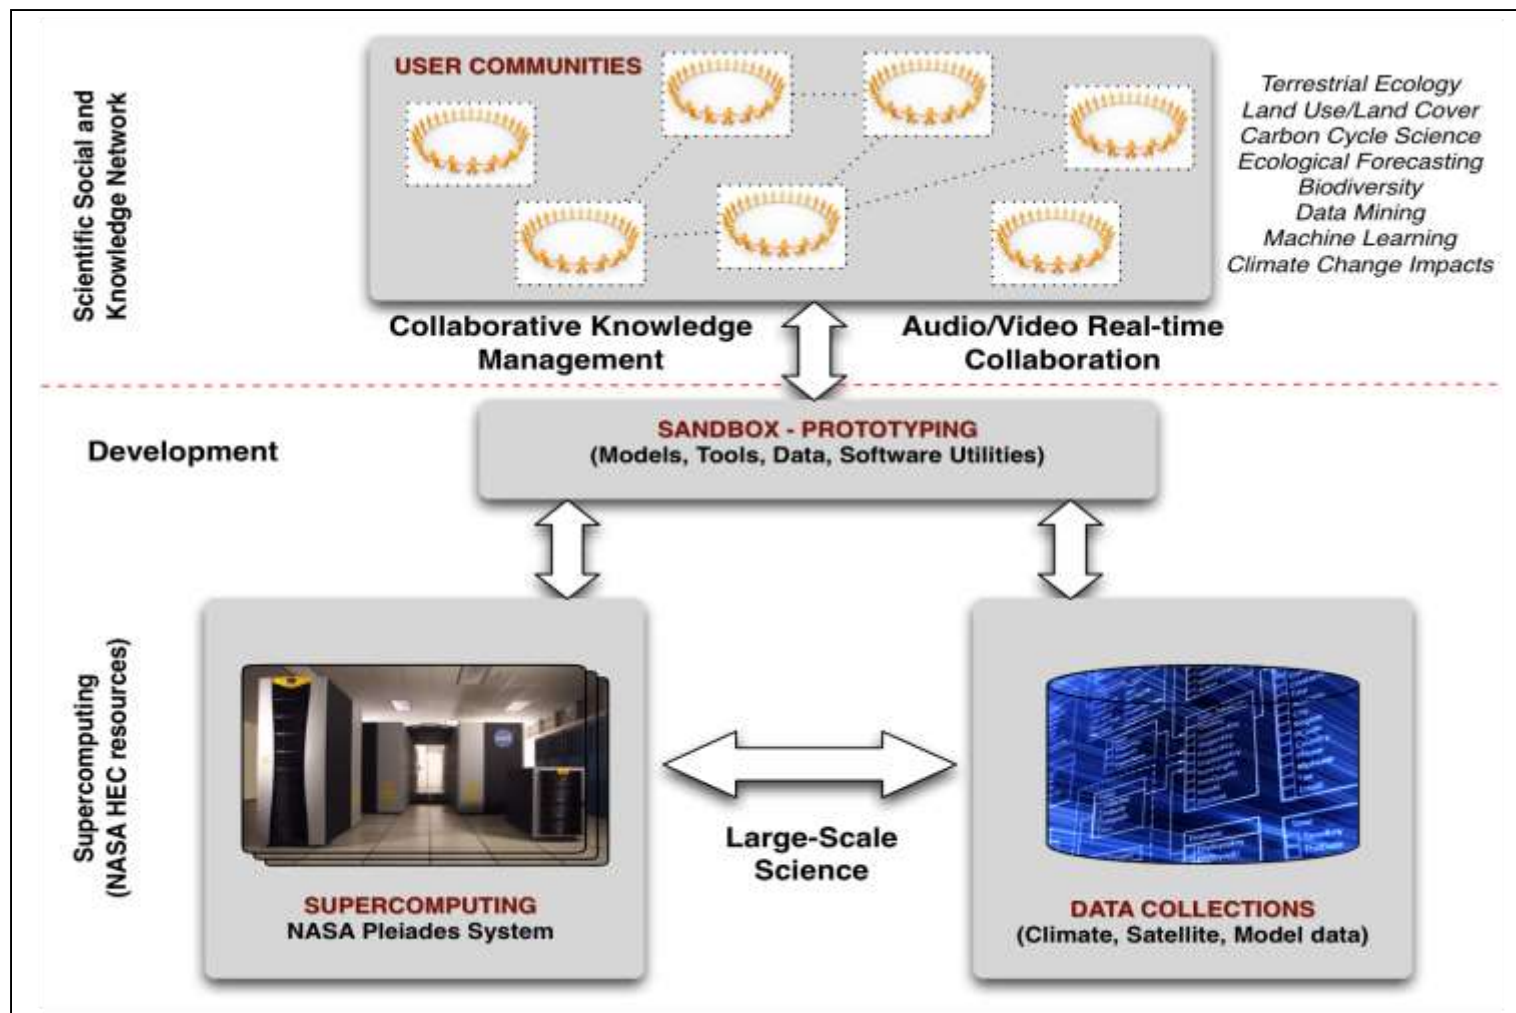 Scientific Social and
Knowledge Network
USER COMMUNITIES
Terrestrial Ecology
Land Use/Land Cover
Carbon Cycle Science
Ecological Forecasting
Biodiversity
Data Mining
Machine Learning
Climate Change Impacts
Collaborative Knowledge
Management
Audio/Video Real-time
Collaboration
Development
SANDBOX - PROTOTYPING
(Models, Tools, Data, Software Utilities)
Supercomputing
(NASA HEC resources)
SUPERCOMPUTING
NASA Pleiades System
Large-Scale
Science
DATA COLLECTIONS
(Climate, Satellite, Model data)